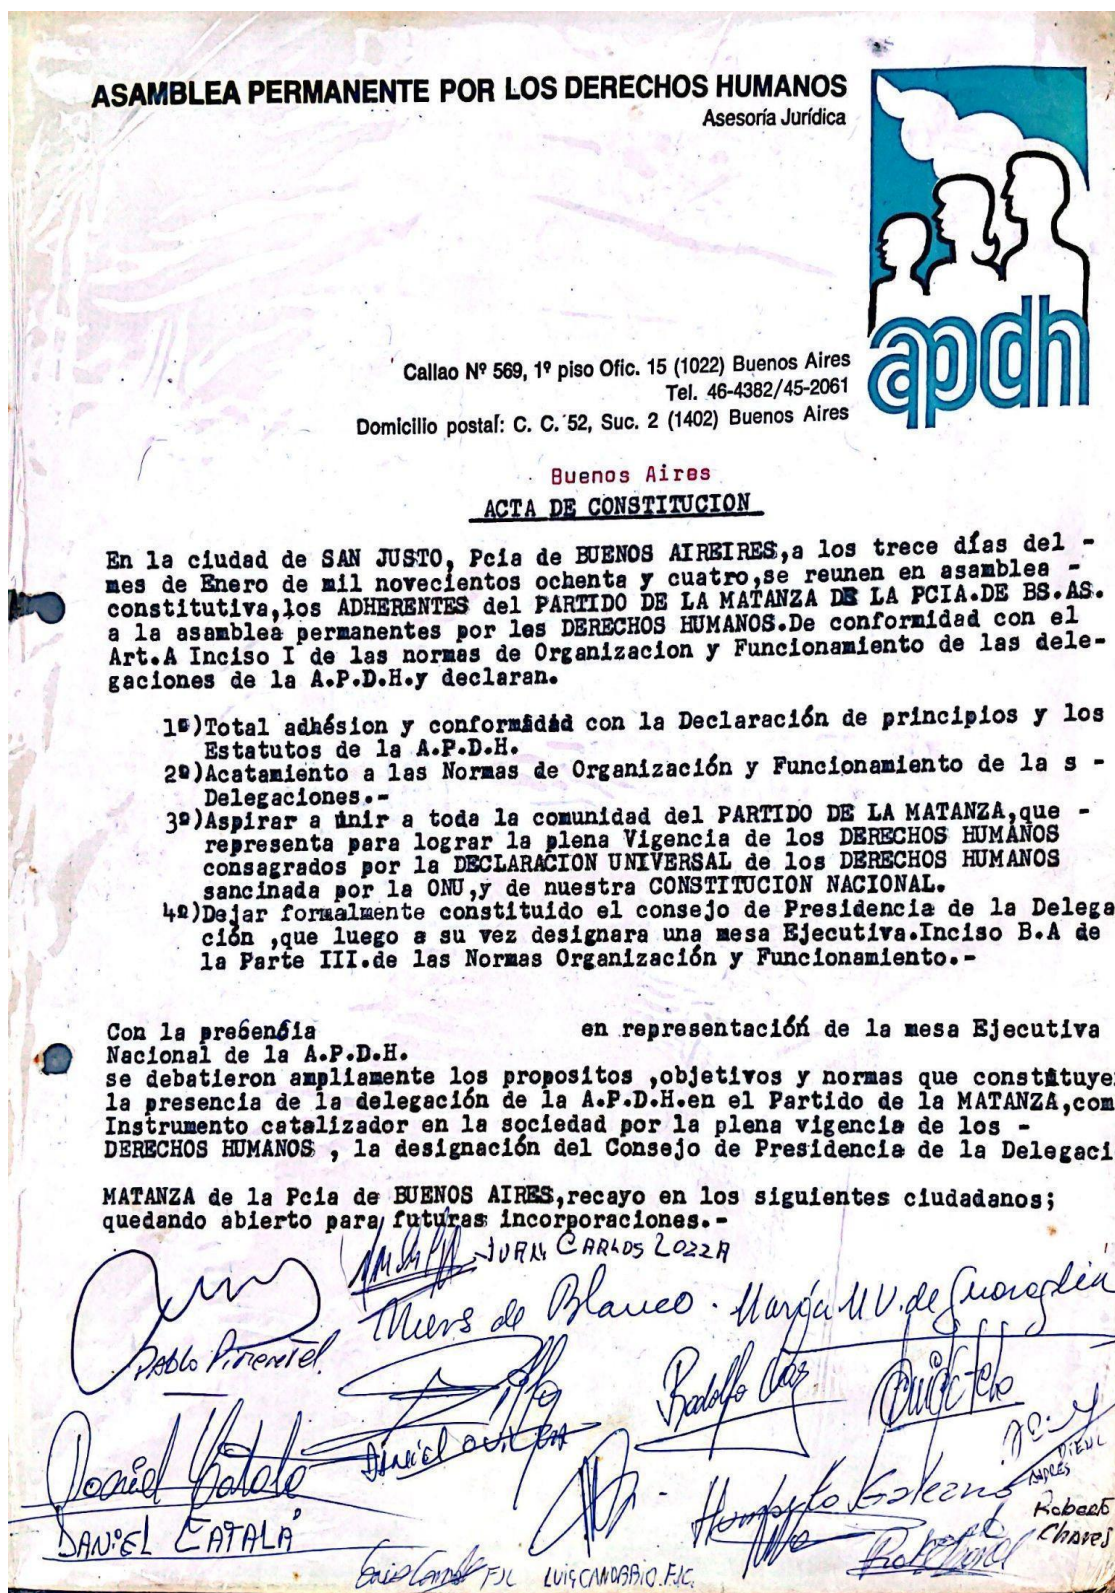 ASAMBLEA PERMANENTE POR LOS DERECHOS HUMANOS
Asesoría Jurídica
apdh
Callao Nº 569, 1º piso Ofic. 15 (1022) Buenos Aires
Tel. 46-4382/45-2061
Domicilio postal: C. C. 52, Suc. 2 (1402) Buenos Aires
Buenos Aires
ACTA DE CONSTITUCION
En la ciudad de SAN JUSTO, Pcia de BUENOS AIREIRES,a los trece días del -
mes de Enero de mil novecientos ochenta y cuatro,se reunen en asamblea -
constitutiva,los ADHERENTES del PARTIDO DE LA MATANZA DE LA PCIA.DE BS.AS.
a la asamblea permanentes por los DERECHOS HUMANOS.De conformidad con el
Art.A Inciso I de las normas de Organizacion y Funcionamiento de las dele-
gaciones de la A.P.D.H.y declaran.
1º)Total adhésion y conformidad con la Declaración de principios y los
Estatutos de la A.P.D.H.
2º)Acatamiento a las Normas de Organización y Funcionamiento de la s -
Delegaciones.-
3º)Aspirar a unir a toda la comunidad del PARTIDO DE LA MATANZA,que -
representa para lograr la plena Vigencia de los DERECHOS HUMANOS
consagrados por la DECLARACION UNIVERSAL de los DERECHOS HUMANOS
sancinada por la ONU,y de nuestra CONSTITUCION NACIONAL.
4º)Dejar formalmente constituido el consejo de Presidencia de la Delega
ción ,que luego a su vez designara una mesa Ejecutiva.Inciso B.A de
la Parte III.de las Normas Organización y Funcionamiento.-
Con la presencia en representación de la mesa Ejecutiva
Nacional de la A.P.D.H.
se debatieron ampliamente los propositos ,objetivos y normas que constituye
la presencia de la delegación de la A.P.D.H.en el Partido de la MATANZA,com
Instrumento catalizador en la sociedad por la plena vigencia de los -
DERECHOS HUMANOS , la designación del Consejo de Presidencia de la Delegaci
MATANZA de la Pcia de BUENOS AIRES,recayo en los siguientes ciudadanos;
quedando abierto para futuras incorporaciones.-
JUAN CARLOS LOZZA
de Blanco. María M V. de
PABLO Pimentel
Rodolfo Diaz
DANIEL
Daniel Catala
DANIEL CATALÁ
Humberto
ANDRES
Roberto
Chaves
FJC LUIS CANDARRIO.FJC.